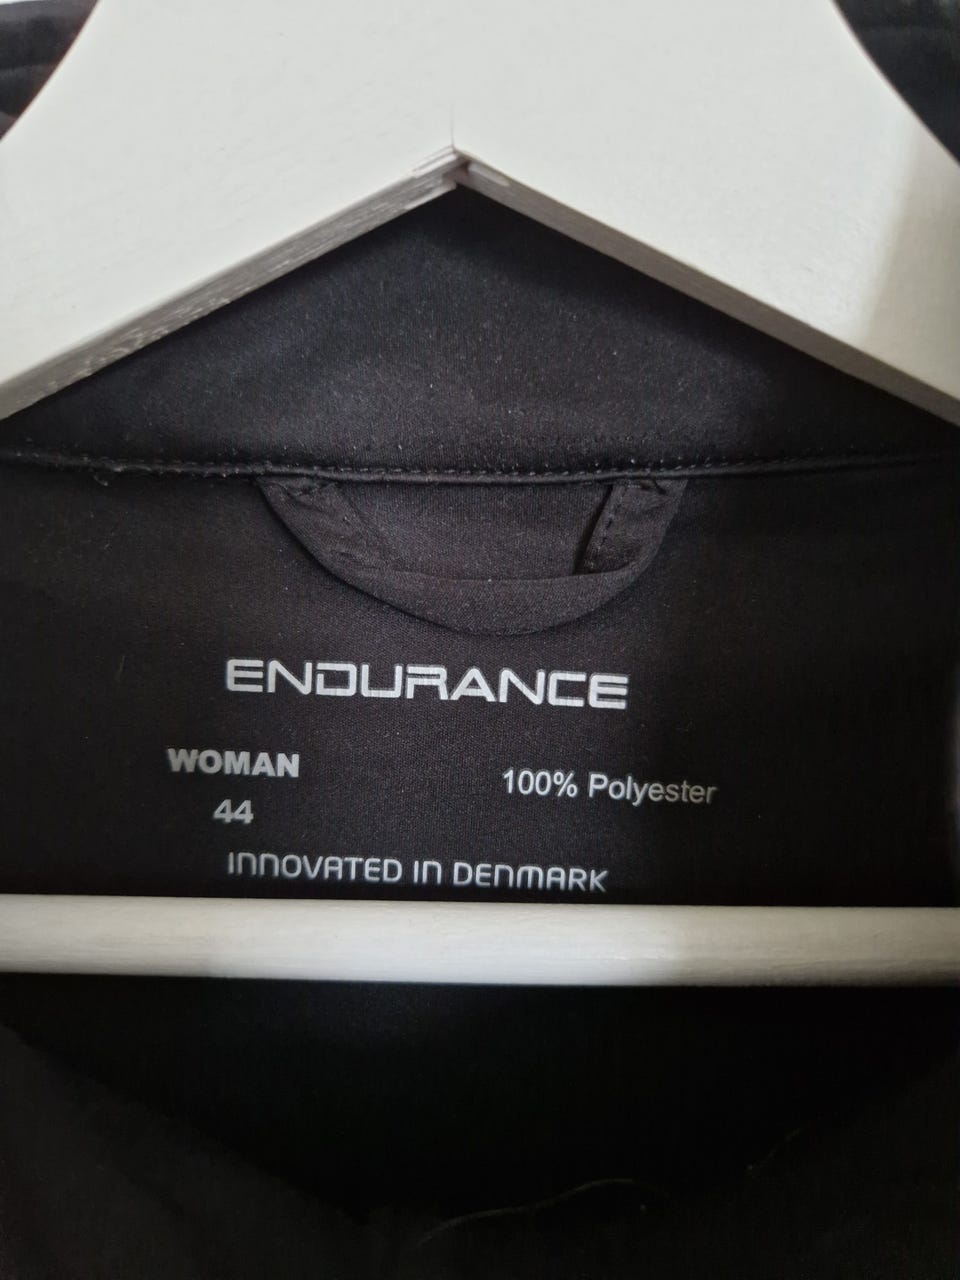 ENDURANCE
WOMAN
100% Polyester
44
INNOVATED IN DENMARK